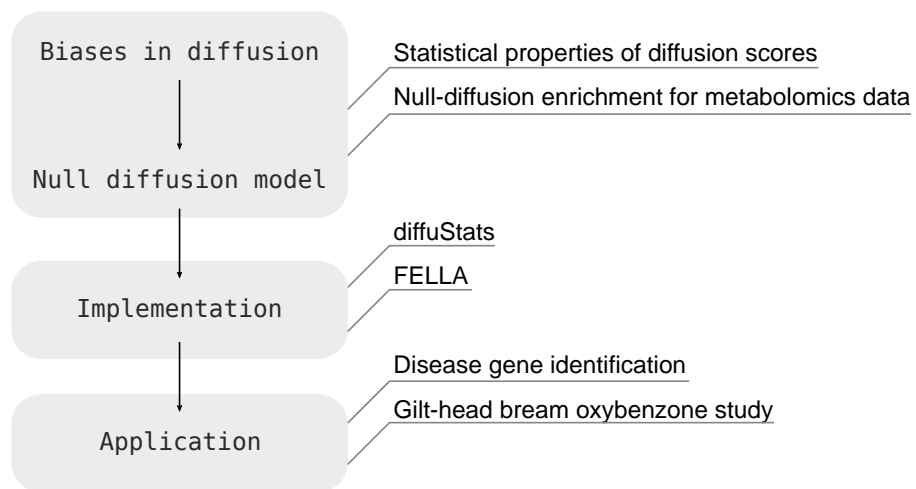 Biases in diffusion
Statistical properties of diffusion scores
Null-diffusion enrichment for metabolomics data
Null diffusion model
diffuStats
FELLA
Implementation
Disease gene identification
Gilt-head bream oxybenzone study
Application